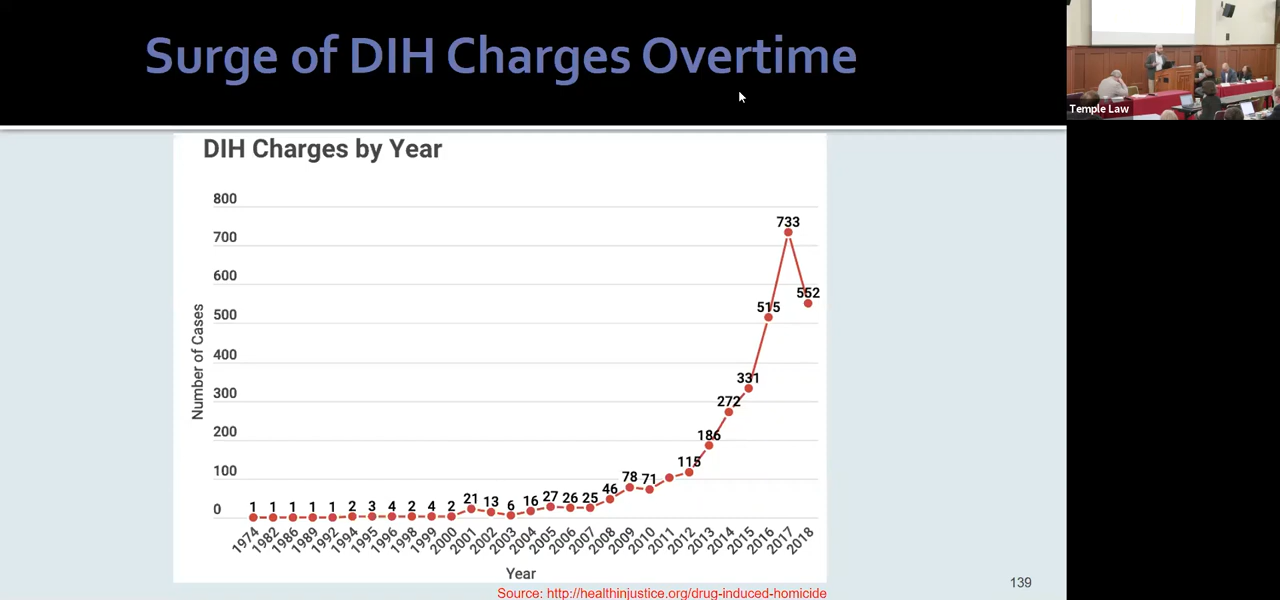 Surge of DIH Charges Overtime
Temple Law
DIH Charges by Year
800
700
600
500
400
300
200
100
0
Number of Cases
1 1 1 1 1 2 3 4 2 4 2 21 13 6 16 27 26 25 46 78 71 115 186 272 331 515 733 552
1974 1982 1986 1989 1992 1994 1995 1996 1998 1999 2000 2001 2002 2003 2004 2005 2006 2007 2008 2009 2010 2011 2012 2013 2014 2015 2016 2017 2018
Year
139
Source: http://healthinjustice.org/drug-induced-homicide